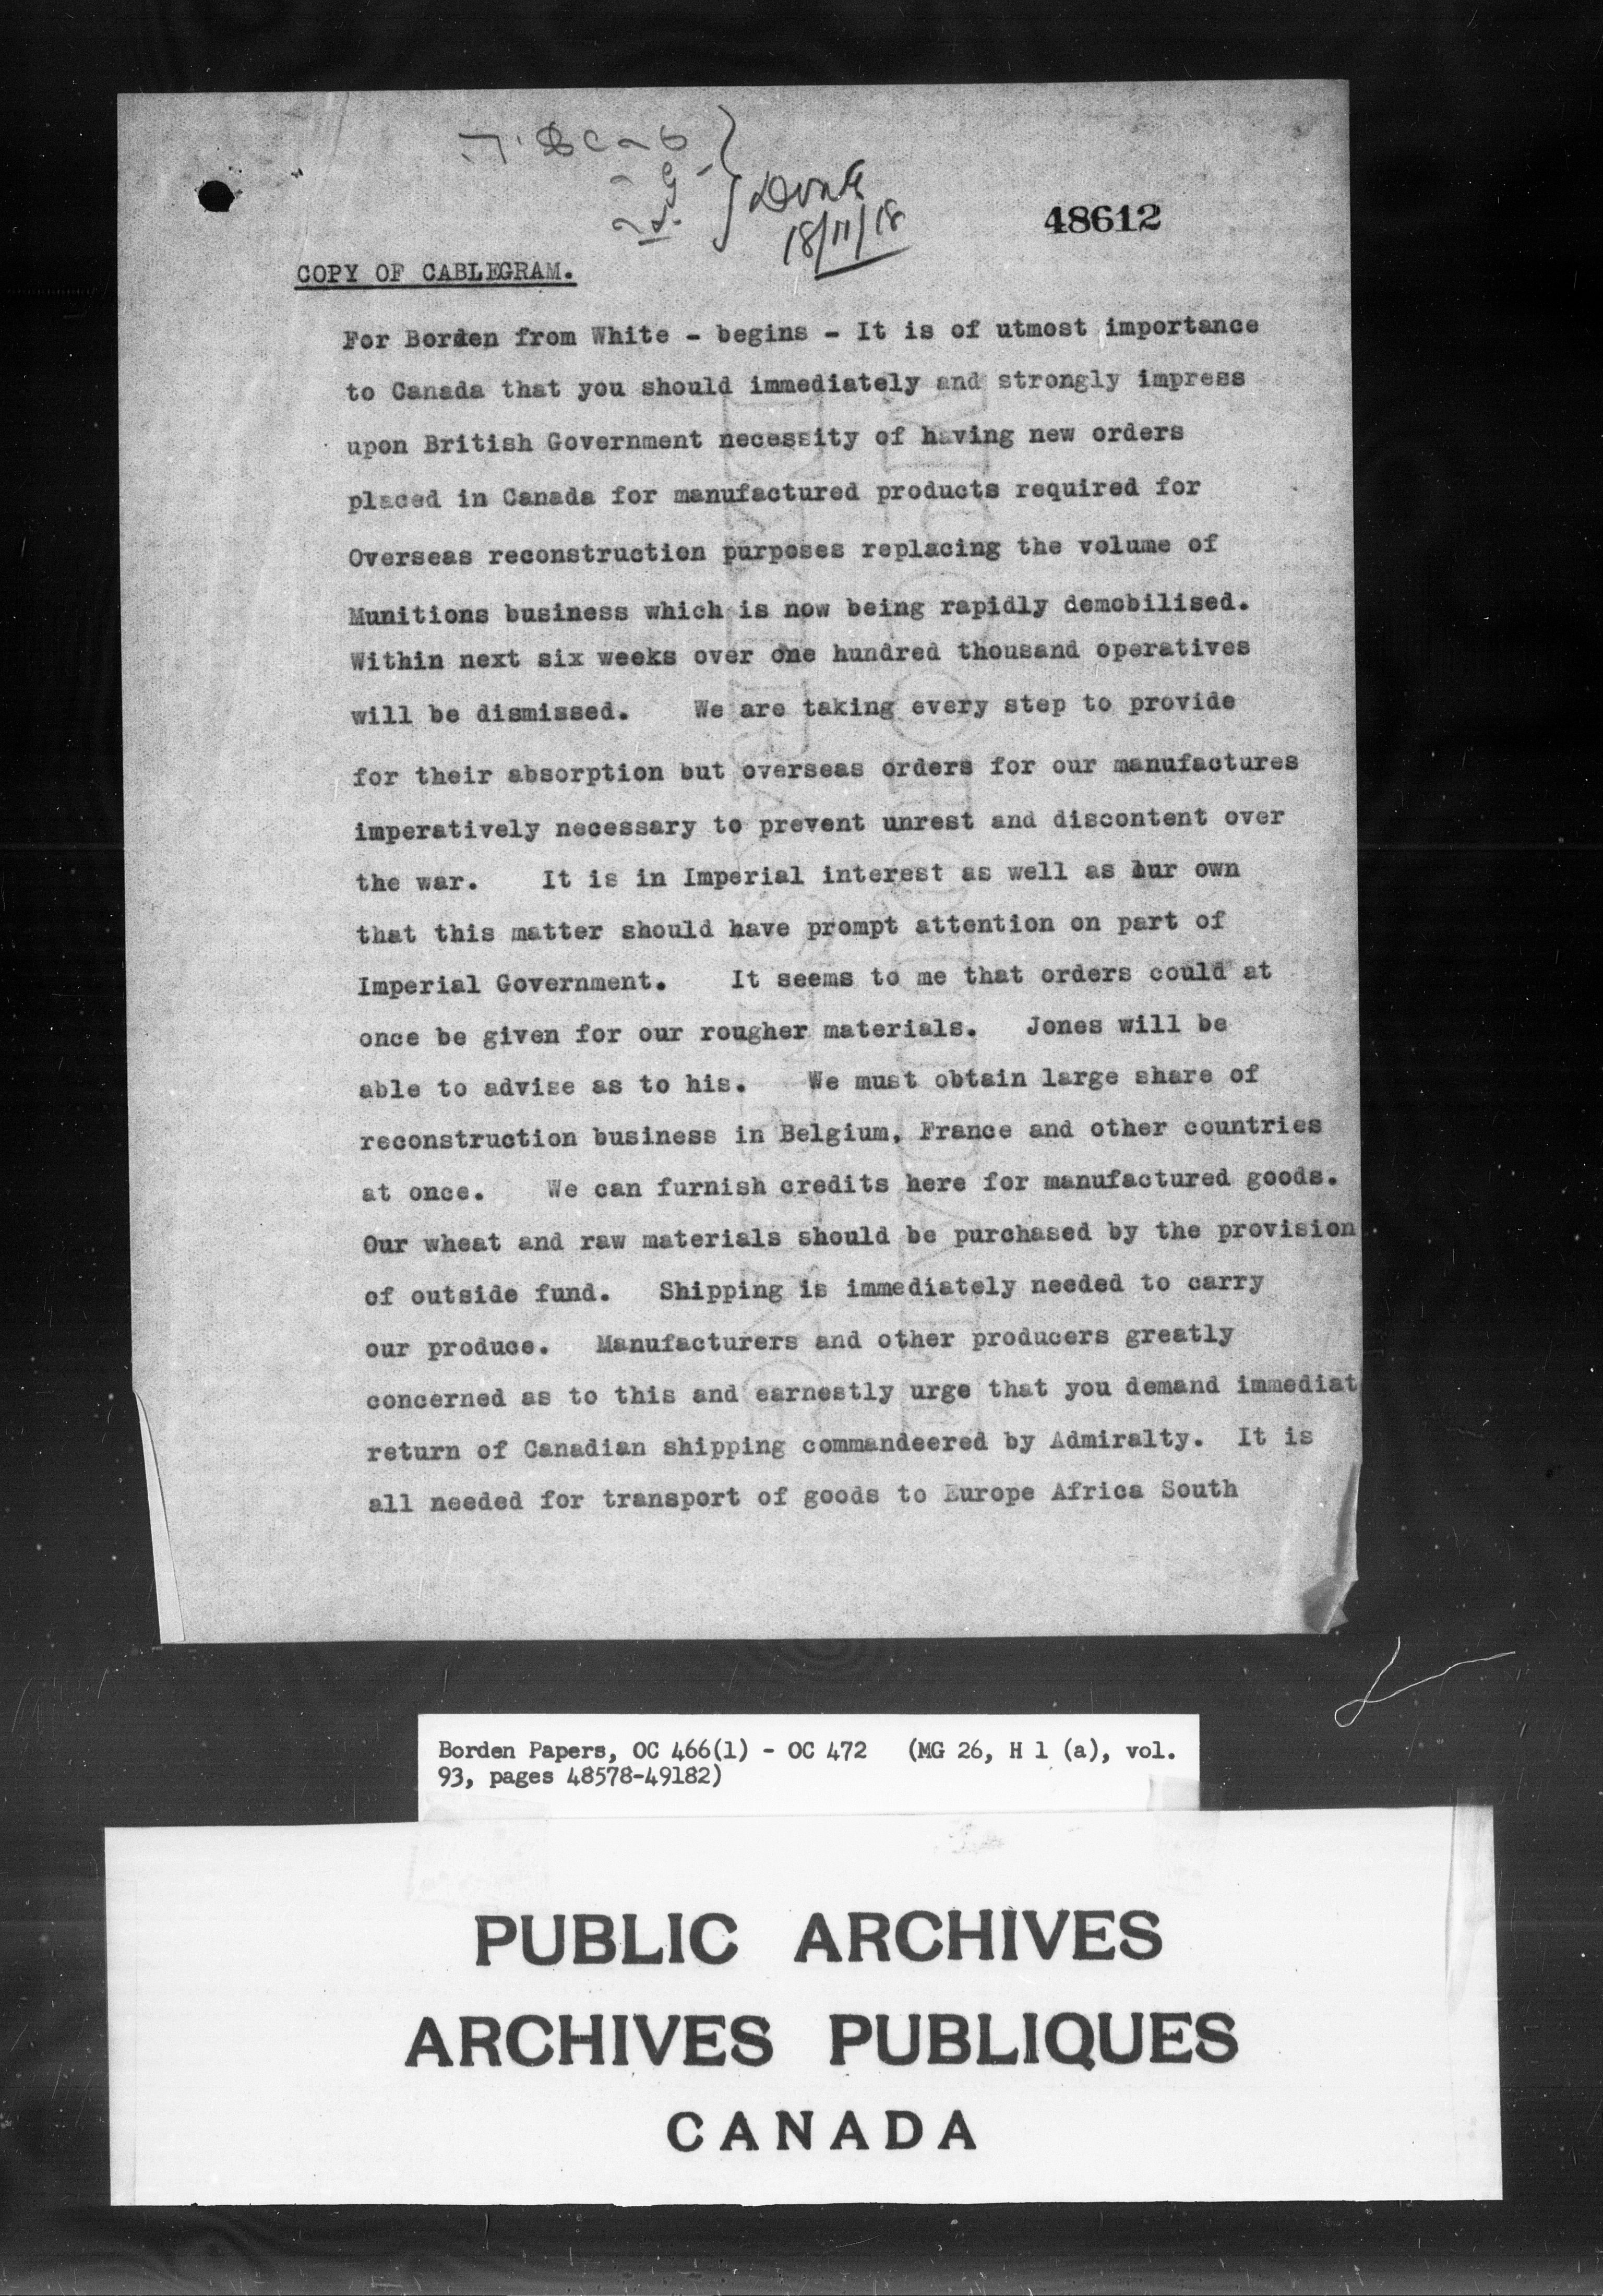 Done
18/11/18
48612
COPY OF CABLEGRAM.
For Borden from White - begins - It is of utmost importance
to Canada that you should immediately and strongly impress
upon British Government necessity of having new orders
placed in Canada for manufactured products required for
Overseas reconstruction purposes replacing the volume of
Munitions business which is now being rapidly demobilised.
Within next six weeks over one hundred thousand operatives
will be dismissed. We are taking every step to provide
for their absorption but overseas orders for our manufactures
imperatively necessary to prevent unrest and discontent over
the war. It is in Imperial interest as well as our own
that this matter should have prompt attention on part of
Imperial Government. It seems to me that orders could at
once be given for our rougher materials. Jones will be
able to advise as to his. We must obtain large share of
reconstruction business in Belgium, France and other countries
at once. We can furnish credits here for manufactured goods.
Our wheat and raw materials should be purchased by the provision
of outside fund. Shipping is immediately needed to carry
our produce. Manufacturers and other producers greatly
concerned as to this and earnestly urge that you demand immediat
return of Canadian shipping commandeered by Admiralty. It is
all needed for transport of goods to Europe Africa South
Borden Papers, OC 466(1) - OC 472 (MG 26, H 1 (a), vol.
93, pages 48578-49182)
PUBLIC ARCHIVES
ARCHIVES PUBLIQUES
CANADA